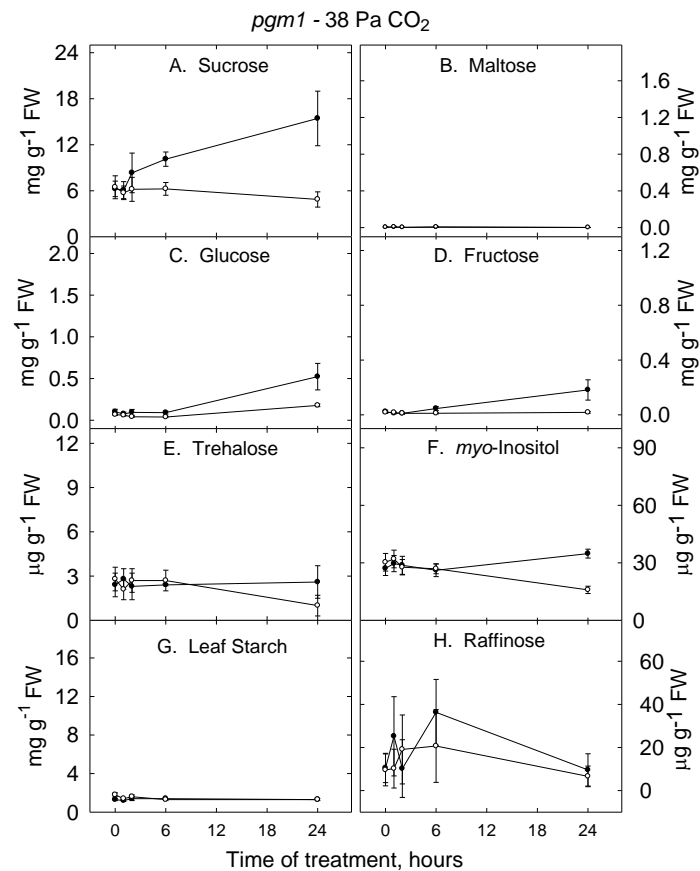 pgm1 - 38 Pa CO2
A. Sucrose
B. Maltose
24
18
12
6
0
mg g-1 FW
1.6
1.2
0.8
0.4
0.0
mg g-1 FW
C. Glucose
D. Fructose
2.0
1.5
1.0
0.5
0.0
mg g-1 FW
1.2
0.8
0.4
0.0
mg g-1 FW
E. Trehalose
F. myo-Inositol
12
9
6
3
0
µg g-1 FW
90
60
30
0
µg g-1 FW
G. Leaf Starch
H. Raffinose
16
12
8
4
0
mg g-1 FW
60
40
20
0
µg g-1 FW
0 6 12 18 24 0 6 12 18 24
Time of treatment, hours